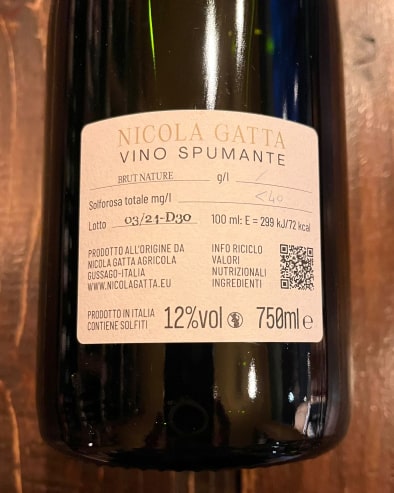 NICOLA GATTA
VINO SPUMANTE
BRUT NATURE g/l /
Solforosa totale mg/l <40
Lotto 03/21-D30 100 ml: E = 299 kJ/72 kcal
PRODOTTO ALL'ORIGINE DA
NICOLA GATTA AGRICOLA
GUSSAGO-ITALIA
WWW.NICOLAGATTA.EU
INFO RICICLO
VALORI
NUTRIZIONALI
INGREDIENTI
PRODOTTO IN ITALIA
CONTIENE SOLFITI
12%vol 750ml e